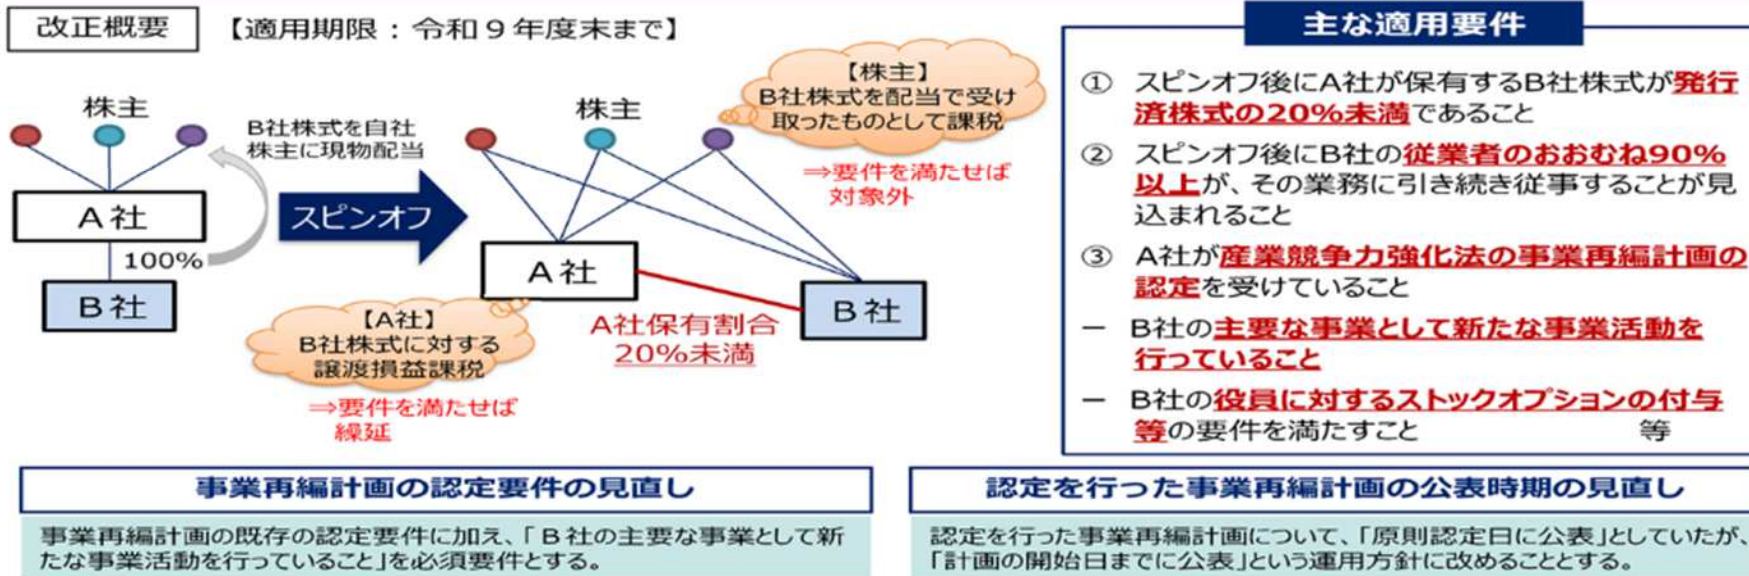 改正概要
【適用期限：令和９年度末まで】
株主
B社株式を自社
株主に現物配当
A社
100%
B社
スピンオフ
株主
【株主】
B社株式を配当で受け
取ったものとして課税
⇒要件を満たせば
対象外
A社
【A社】
B社株式に対する
譲渡損益課税
⇒要件を満たせば
繰延
A社保有割合
20%未満
B社
主な適用要件
① スピンオフ後にA社が保有するB社株式が発行
済株式の20%未満であること
② スピンオフ後にB社の従業者のおおむね90%
以上が、その業務に引き続き従事することが見
込まれること
③ A社が産業競争力強化法の事業再編計画の
認定を受けていること
－ B社の主要な事業として新たな事業活動を
行っていること
－ B社の役員に対するストックオプションの付与
等の要件を満たすこと 等
事業再編計画の認定要件の見直し
事業再編計画の既存の認定要件に加え、「B社の主要な事業として新
たな事業活動を行っていること」を必須要件とする。
認定を行った事業再編計画の公表時期の見直し
認定を行った事業再編計画について、「原則認定日に公表」としていたが、
「計画の開始日までに公表」という運用方針に改めることとする。